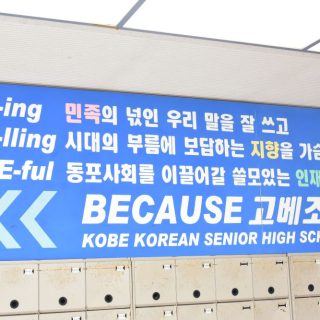 -ing 민족의 넋인 우리 말을 잘 쓰고
-lling 시대의 부름에 보답하는 지향을 가슴
E-ful 동포사회를 이끌어갈 쓸모있는 인재
BECAUSE 고베조
KOBE KOREAN SENIOR HIGH SCH